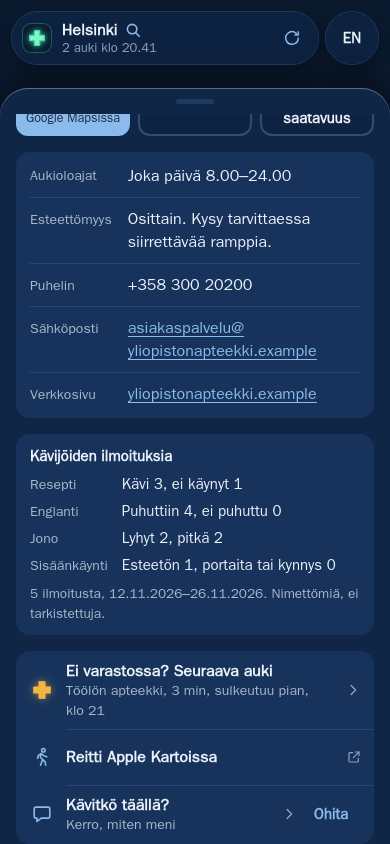 Helsinki
2 auki klo 20.41
EN
Google Mapsissa
saatavuus
Aukioloajat
Joka päivä 8.00–24.00
Esteettömyys
Osittain. Kysy tarvittaessa
siirrettävää ramppia.
Puhelin
+358 300 20200
Sähköposti
asiakaspalvelu@
yliopistonapteekki.example
Verkkosivu
yliopistonapteekki.example
Kävijöiden ilmoituksia
Resepti
Kävi 3, ei käynyt 1
Englanti
Puhuttiin 4, ei puhuttu 0
Jono
Lyhyt 2, pitkä 2
Sisäänkäynti
Esteetön 1, portaita tai kynnys 0
5 ilmoitusta, 12.11.2026–26.11.2026. Nimettömiä, ei
tarkistettuja.
Ei varastossa? Seuraava auki
Töölön apteekki, 3 min, sulkeutuu pian,
klo 21
Reitti Apple Kartoissa
Kävitkö täällä?
Kerro, miten meni
Ohita